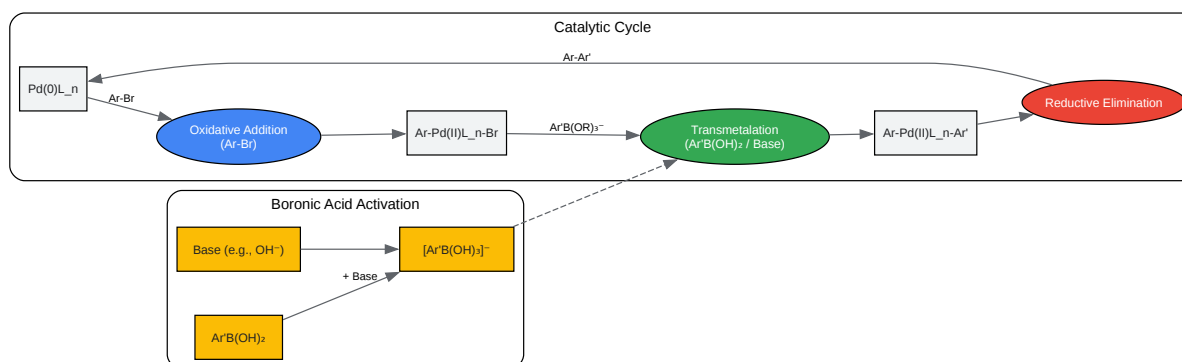 Catalytic Cycle
Ar-Ar'
Pd(0)L_n
Ar-Br
Oxidative Addition
(Ar-Br)
Ar-Pd(II)L_n-Br
Ar'B(OR)₃⁻
Transmetalation
(Ar'B(OH)₂ / Base)
Ar-Pd(II)L_n-Ar'
Reductive Elimination
Boronic Acid Activation
Base (e.g., OH⁻)
[Ar'B(OH)₃]⁻
+ Base
Ar'B(OH)₂